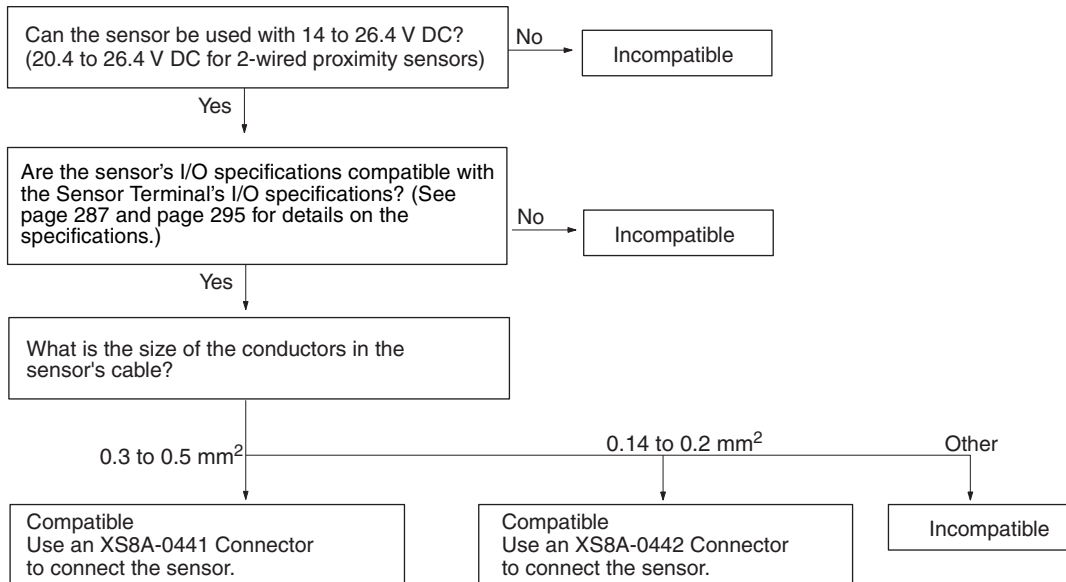 Can the sensor be used with 14 to 26.4 V DC?
(20.4 to 26.4 V DC for 2-wired proximity sensors)
No
Incompatible
Yes
Are the sensor's I/O specifications compatible with
the Sensor Terminal's I/O specifications? (See
page 287 and page 295 for details on the
specifications.)
No
Incompatible
Yes
What is the size of the conductors in the
sensor's cable?
0.3 to 0.5 mm²
0.14 to 0.2 mm²
Other
Compatible
Use an XS8A-0441 Connector
to connect the sensor.
Compatible
Use an XS8A-0442 Connector
to connect the sensor.
Incompatible